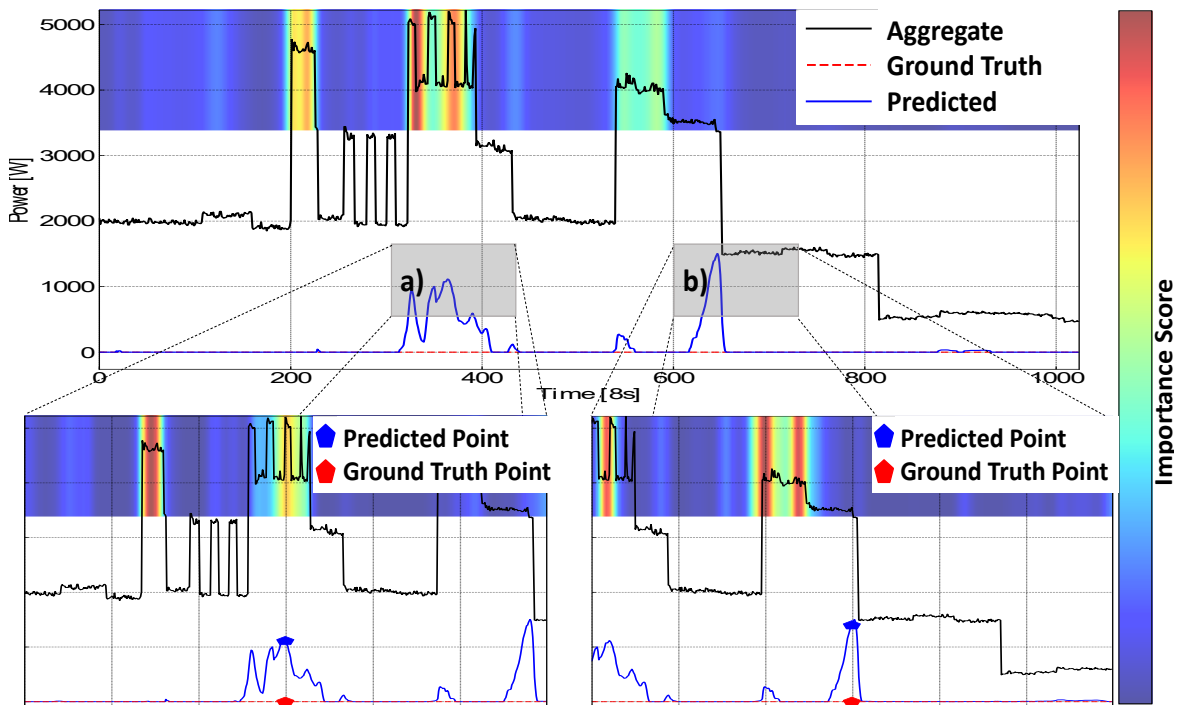 5000
4000
3000
2000
1000
0
Power [W]
Aggregate
Ground Truth
Predicted
a)
b)
0
200
400
600
800
1000
Time [8s]
Predicted Point
Ground Truth Point
Predicted Point
Ground Truth Point
Importance Score